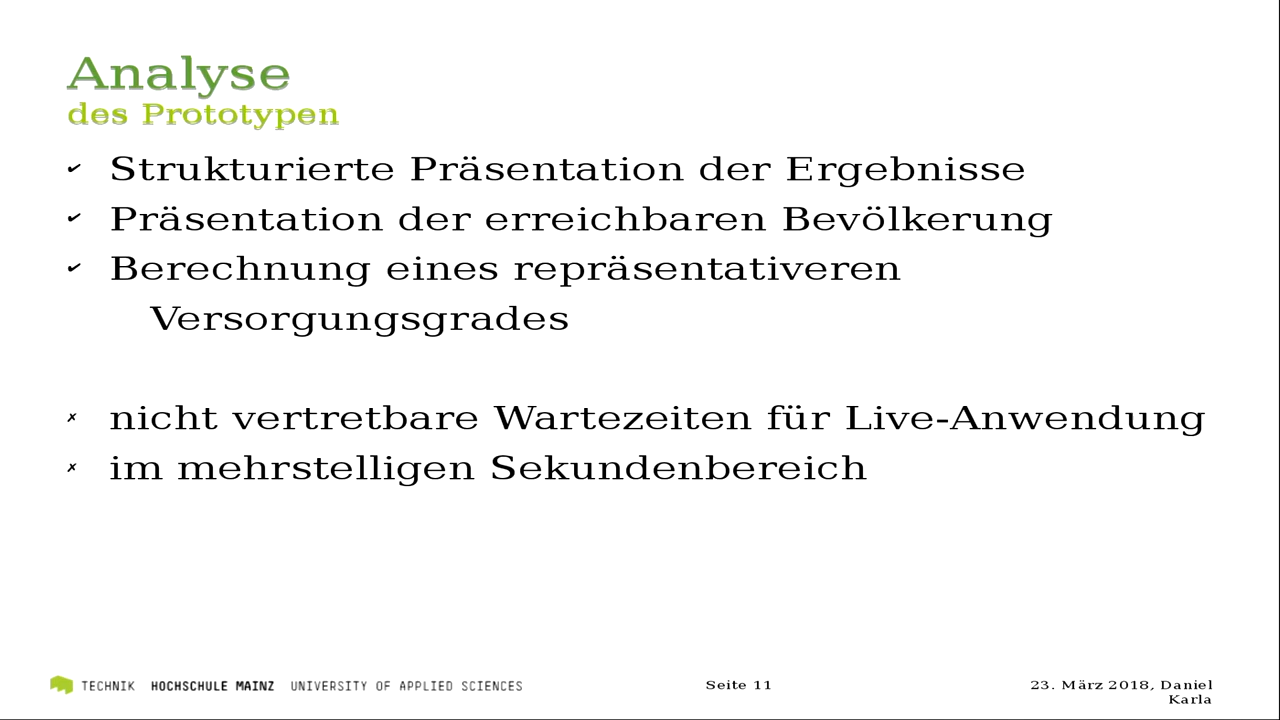 Analyse
des Prototypen
✔ Strukturierte Präsentation der Ergebnisse
✔ Präsentation der erreichbaren Bevölkerung
✔ Berechnung eines repräsentativeren
Versorgungsgrades
✗ nicht vertretbare Wartezeiten für Live-Anwendung
✗ im mehrstelligen Sekundenbereich
TECHNIK HOCHSCHULE MAINZ UNIVERSITY OF APPLIED SCIENCES
Seite 11
23. März 2018, Daniel
Karla